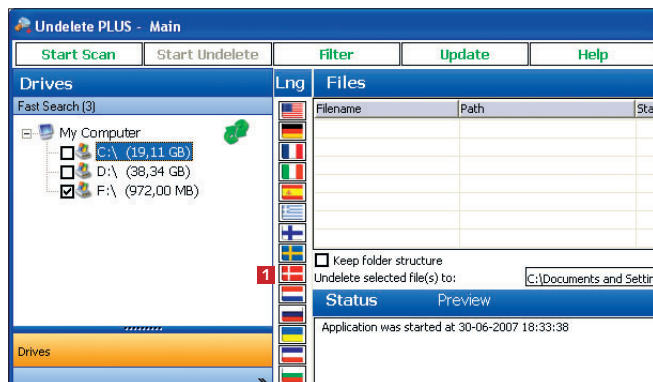 Undelete PLUS - Main
Start Scan Start Undelete Filter Update Help
Drives Lng Files
Fast Search (3)
Filename Path Sta
My Computer
C:\ (19,11 GB)
D:\ (38,34 GB)
F:\ (972,00 MB)
Keep folder structure
1
Undelete selected file(s) to: C:\Documents and Settin
Status Preview
Application was started at 30-06-2007 18:33:38
Drives
»